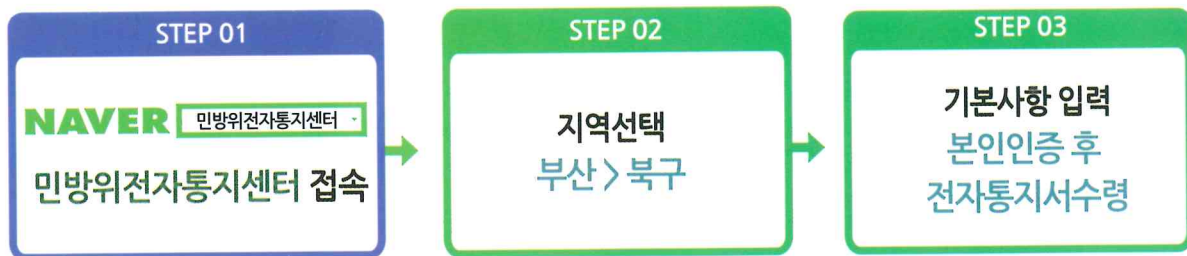 STEP 01
NAVER 민방위전자통지센터
민방위전자통지센터 접속
STEP 02
지역선택
부산 > 북구
STEP 03
기본사항 입력
본인인증 후
전자통지서수령